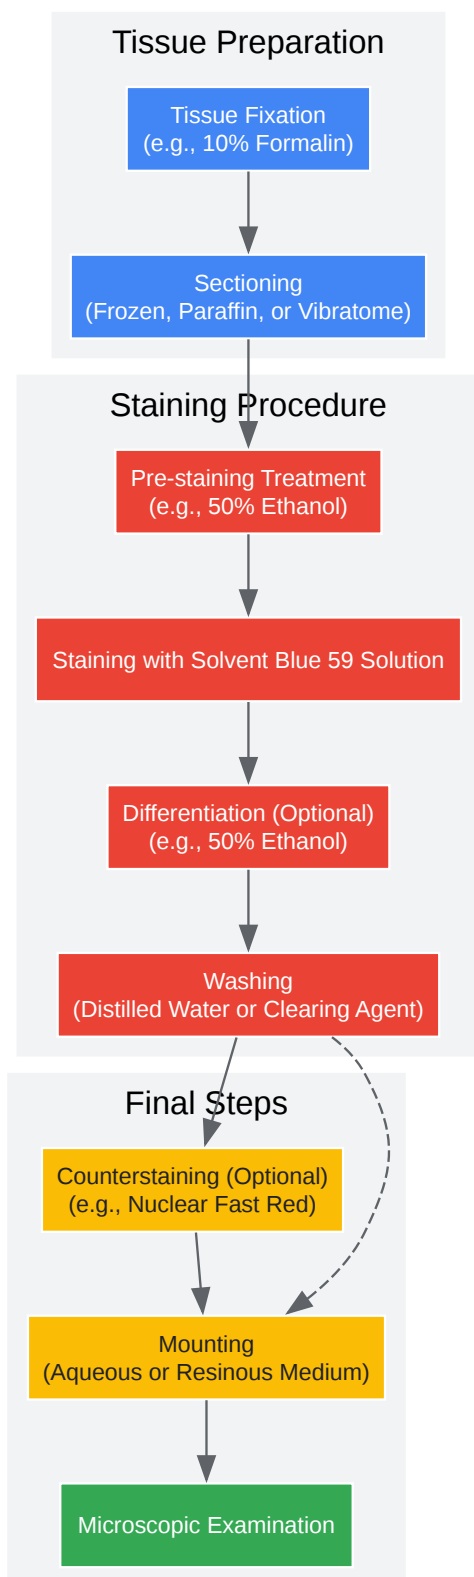 Tissue Preparation
Tissue Fixation
(e.g., 10% Formalin)
Sectioning
(Frozen, Paraffin, or Vibratome)
Staining Procedure
Pre-staining Treatment
(e.g., 50% Ethanol)
Staining with Solvent Blue 59 Solution
Differentiation (Optional)
(e.g., 50% Ethanol)
Washing
(Distilled Water or Clearing Agent)
Final Steps
Counterstaining (Optional)
(e.g., Nuclear Fast Red)
Mounting
(Aqueous or Resinous Medium)
Microscopic Examination